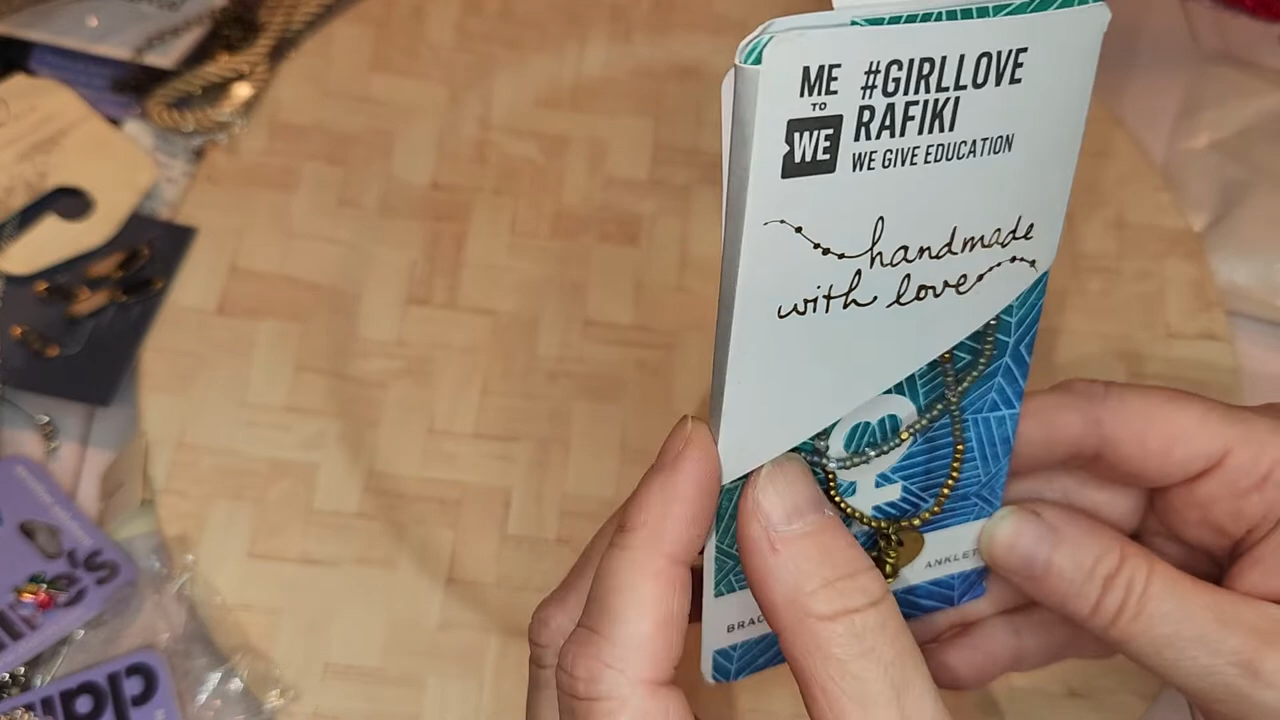 ME
TO
WE
#GIRLLOVE
RAFIKI
WE GIVE EDUCATION
handmade
with love
ANKLET